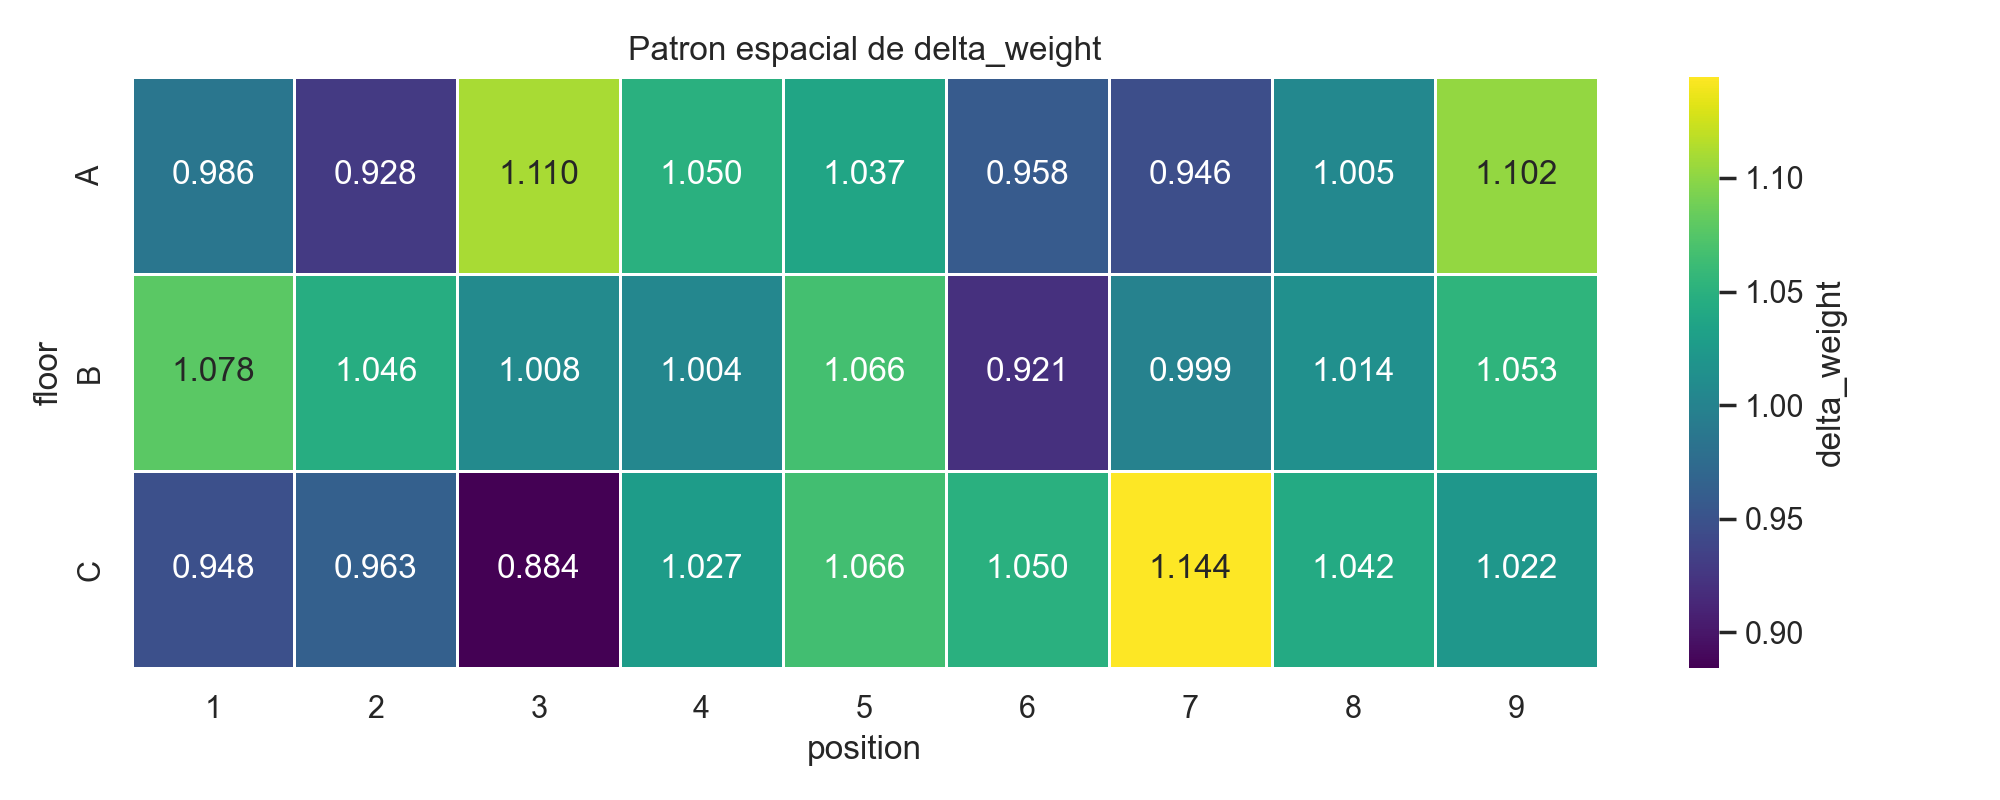 Patron espacial de delta_weight
A 0.986 0.928 1.110 1.050 1.037 0.958 0.946 1.005 1.102
B 1.078 1.046 1.008 1.004 1.066 0.921 0.999 1.014 1.053
C 0.948 0.963 0.884 1.027 1.066 1.050 1.144 1.042 1.022
floor
1 2 3 4 5 6 7 8 9
position
1.10
1.05
1.00
0.95
0.90
delta_weight